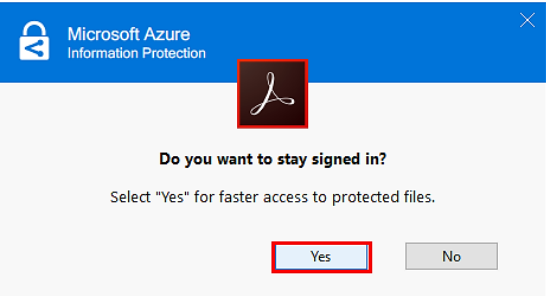 Microsoft Azure
Information Protection
Do you want to stay signed in?
Select "Yes" for faster access to protected files.
Yes
No